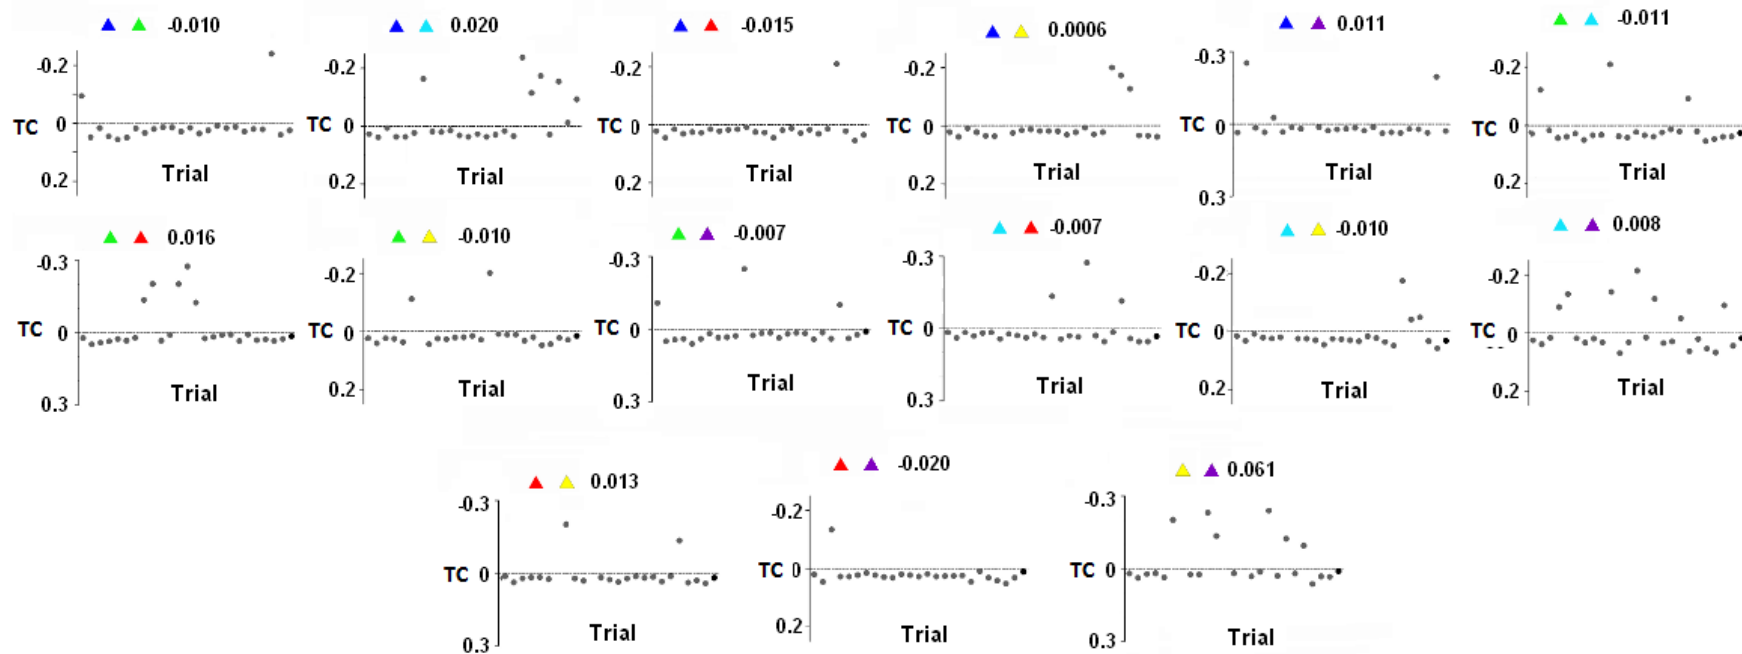 -0.010
-0.2
TC 0
0.2
Trial
0.020
-0.2
TC 0
0.2
Trial
-0.015
-0.2
TC 0
0.2
Trial
0.0006
-0.2
TC 0
0.2
Trial
0.011
-0.3
TC 0
0.3
Trial
-0.011
-0.2
TC 0
0.2
Trial
0.016
-0.3
TC 0
0.3
Trial
-0.010
-0.2
TC 0
0.2
Trial
-0.007
-0.3
TC 0
0.3
Trial
-0.007
-0.3
TC 0
0.3
Trial
-0.010
-0.2
TC 0
0.2
Trial
0.008
-0.2
TC 0
0.2
Trial
0.013
-0.3
TC 0
0.3
Trial
-0.020
-0.2
TC 0
0.2
Trial
0.061
-0.3
TC 0
0.3
Trial